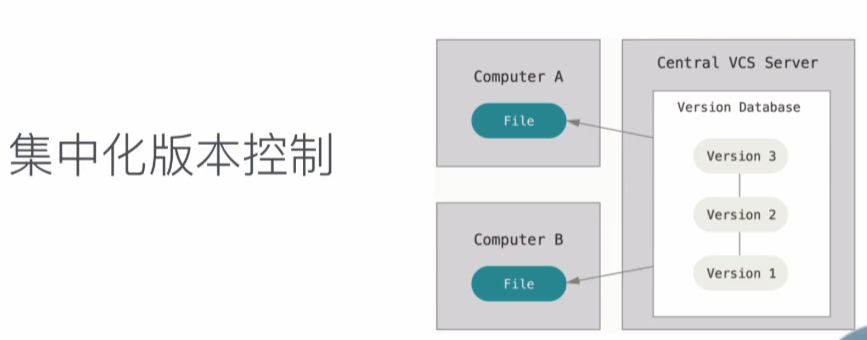 集中化版本控制
Computer A
File
Computer B
File
Central VCS Server
Version Database
Version 3
Version 2
Version 1